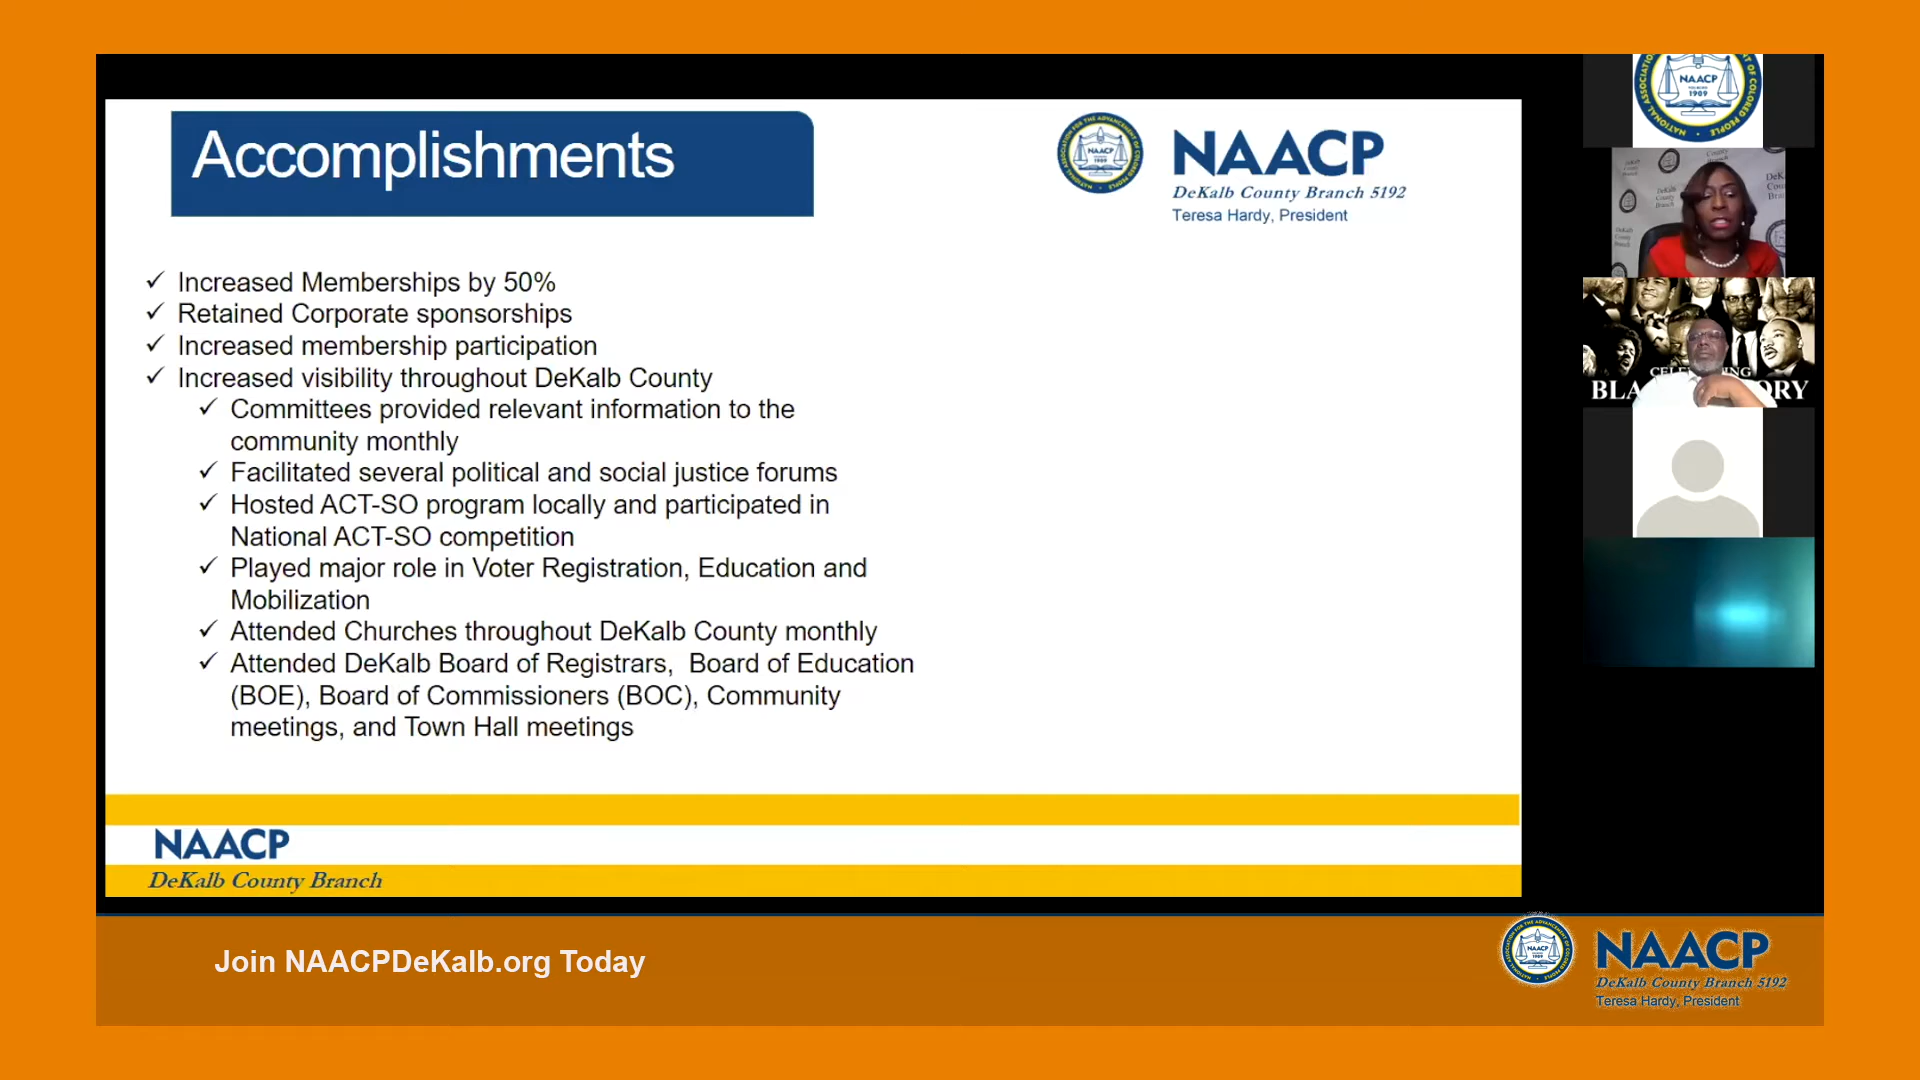 Accomplishments
NAACP
DeKalb County Branch 5192
Teresa Hardy, President
✓ Increased Memberships by 50%
✓ Retained Corporate sponsorships
✓ Increased membership participation
✓ Increased visibility throughout DeKalb County
✓ Committees provided relevant information to the
community monthly
✓ Facilitated several political and social justice forums
✓ Hosted ACT-SO program locally and participated in
National ACT-SO competition
✓ Played major role in Voter Registration, Education and
Mobilization
✓ Attended Churches throughout DeKalb County monthly
✓ Attended DeKalb Board of Registrars, Board of Education
(BOE), Board of Commissioners (BOC), Community
meetings, and Town Hall meetings
NAACP
DeKalb County Branch
NAACP
1909
Join NAACPDeKalb.org Today
NAACP
DeKalb County Branch 5192
Teresa Hardy, President